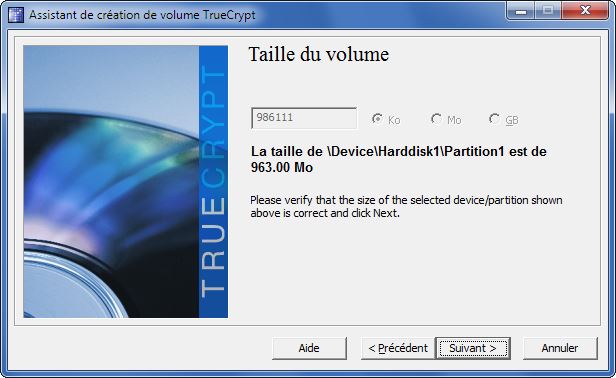 Assistant de création de volume TrueCrypt
TRUECRYPT
Taille du volume
986111 Ko Mo GB
La taille de \Device\Harddisk1\Partition1 est de
963.00 Mo
Please verify that the size of the selected device/partition shown
above is correct and click Next.
Aide < Précédent Suivant > Annuler